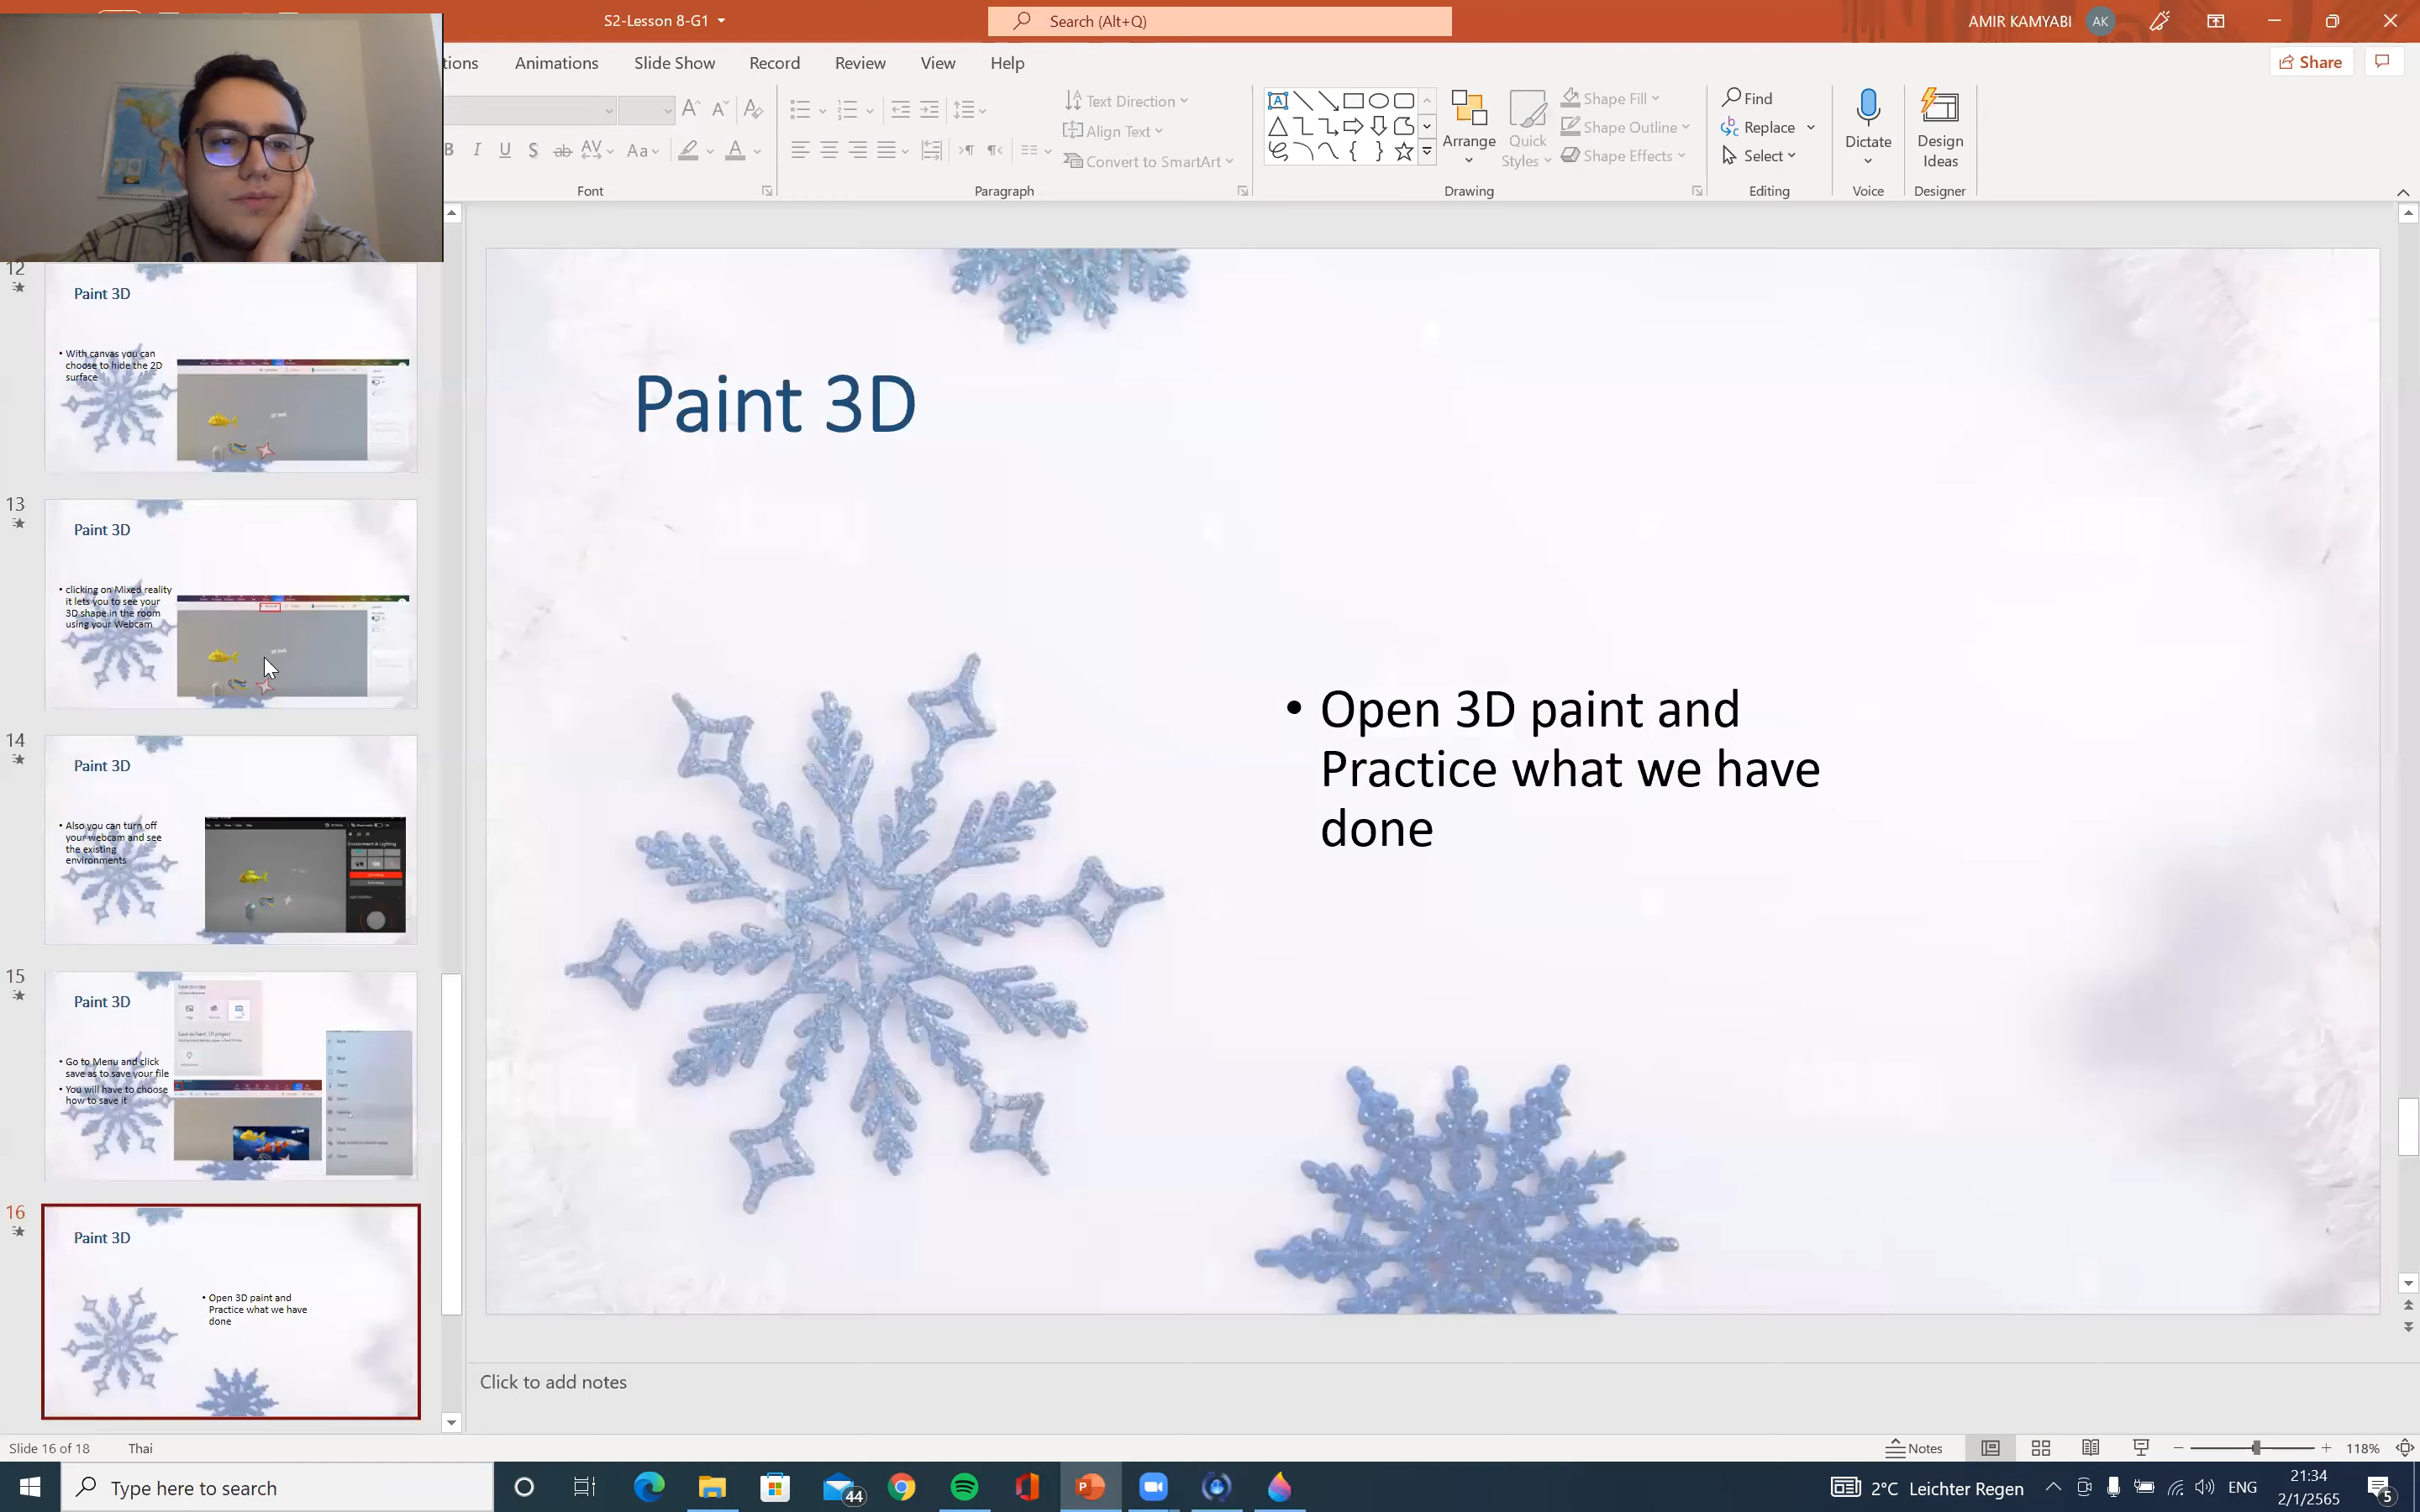 S2-Lesson 8-G1
Search (Alt+Q)
AMIR KAMYABI
AK
tions
Animations
Slide Show
Record
Review
View
Help
Share
Text Direction
Align Text
Convert to SmartArt
Arrange
Quick
Styles
Shape Fill
Shape Outline
Shape Effects
Find
Replace
Select
Dictate
Design
Ideas
Font
Paragraph
Drawing
Editing
Voice
Designer
12
Paint 3D
• With canvas you can
choose to hide the 2D
surface
13
Paint 3D
• clicking on Mixed reality
it lets you to see your
3D shape in the room
using your Webcam
14
Paint 3D
• Also you can turn off
your webcam and see
the existing
environments
15
Paint 3D
• Go to Menu and click
save as to save your file
• You will have to choose
how to save it
16
Paint 3D
• Open 3D paint and
Practice what we have
done
Paint 3D
• Open 3D paint and
Practice what we have
done
Click to add notes
Slide 16 of 18
Thai
Notes
118%
Type here to search
44
2°C Leichter Regen
ENG
21:34
2/1/2565
5